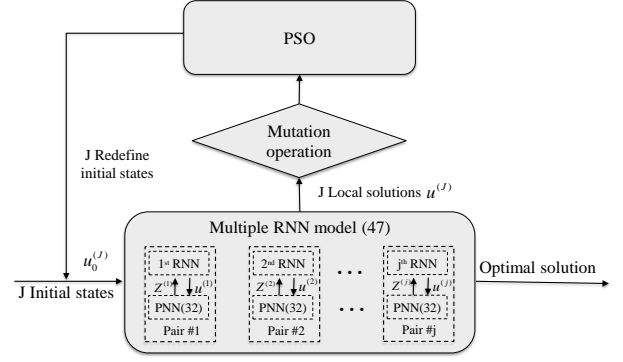 PSO
Mutation
operation
J Redefine
initial states
J Local solutions u^(J)
Multiple RNN model (47)
u_0^(J)
J Initial states
1st RNN
Z^(1)
u^(1)
PNN(32)
Pair #1
2nd RNN
Z^(2)
u^(2)
PNN(32)
Pair #2
jth RNN
Z^(j)
u^(j)
PNN(32)
Pair #j
Optimal solution